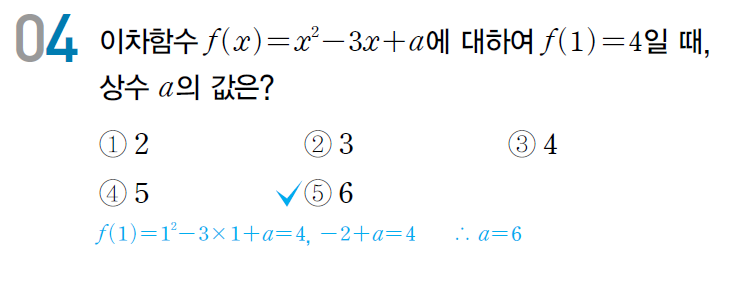 04 이차함수 f(x)=x²-3x+a에 대하여 f(1)=4일 때,
상수 a의 값은?
① 2 ② 3 ③ 4
④ 5 ✓⑤ 6
f(1)=1²-3×1+a=4, -2+a=4 ∴ a=6